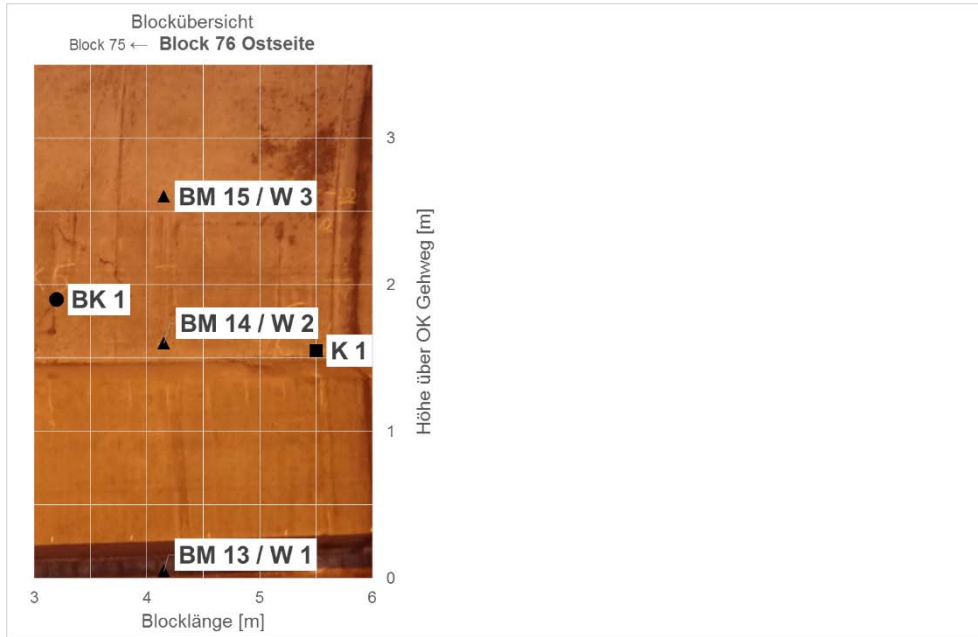 Blockübersicht
Block 75 ← Block 76 Ostseite
3
BM 15 / W 3
2
BK 1
BM 14 / W 2
K 1
1
BM 13 / W 1
0
3 4 5 6
Blocklänge [m]
Höhe über OK Gehweg [m]